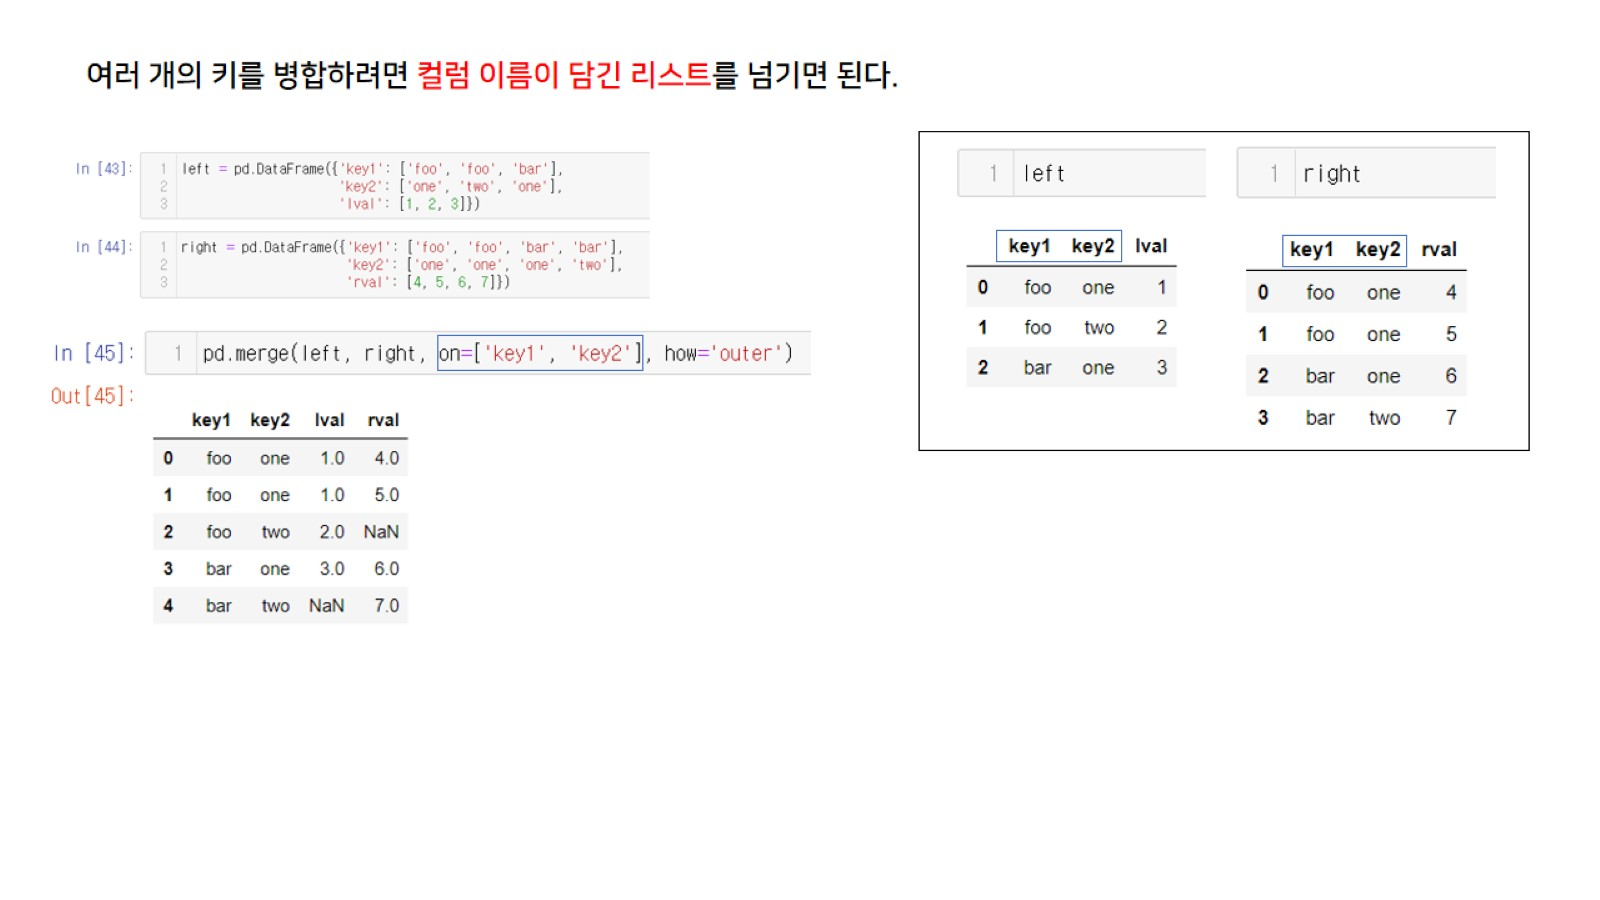 여러 개의 키를 병합하려면 컬럼 이름이 담긴 리스트를 넘기면 된다.
In [43]:
1 left = pd.DataFrame({'key1': ['foo', 'foo', 'bar'],
2 'key2': ['one', 'two', 'one'],
3 'lval': [1, 2, 3]})
In [44]:
1 right = pd.DataFrame({'key1': ['foo', 'foo', 'bar', 'bar'],
2 'key2': ['one', 'one', 'one', 'two'],
3 'rval': [4, 5, 6, 7]})
In [45]:
1 pd.merge(left, right, on=['key1', 'key2'], how='outer')
Out[45]:
key1 key2 lval rval
0 foo one 1.0 4.0
1 foo one 1.0 5.0
2 foo two 2.0 NaN
3 bar one 3.0 6.0
4 bar two NaN 7.0
1 left
key1 key2 lval
0 foo one 1
1 foo two 2
2 bar one 3
1 right
key1 key2 rval
0 foo one 4
1 foo one 5
2 bar one 6
3 bar two 7